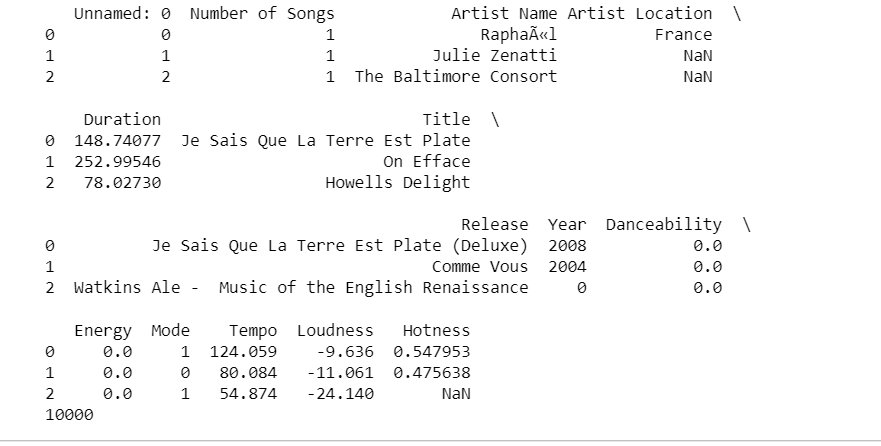 Unnamed: 0 Number of Songs Artist Name Artist Location \
0 0 1 RaphaÃ«l France
1 1 1 Julie Zenatti NaN
2 2 1 The Baltimore Consort NaN
Duration Title \
0 148.74077 Je Sais Que La Terre Est Plate
1 252.99546 On Efface
2 78.02730 Howells Delight
Release Year Danceability \
0 Je Sais Que La Terre Est Plate (Deluxe) 2008 0.0
1 Comme Vous 2004 0.0
2 Watkins Ale - Music of the English Renaissance 0 0.0
Energy Mode Tempo Loudness Hotness
0 0.0 1 124.059 -9.636 0.547953
1 0.0 0 80.084 -11.061 0.475638
2 0.0 1 54.874 -24.140 NaN
10000